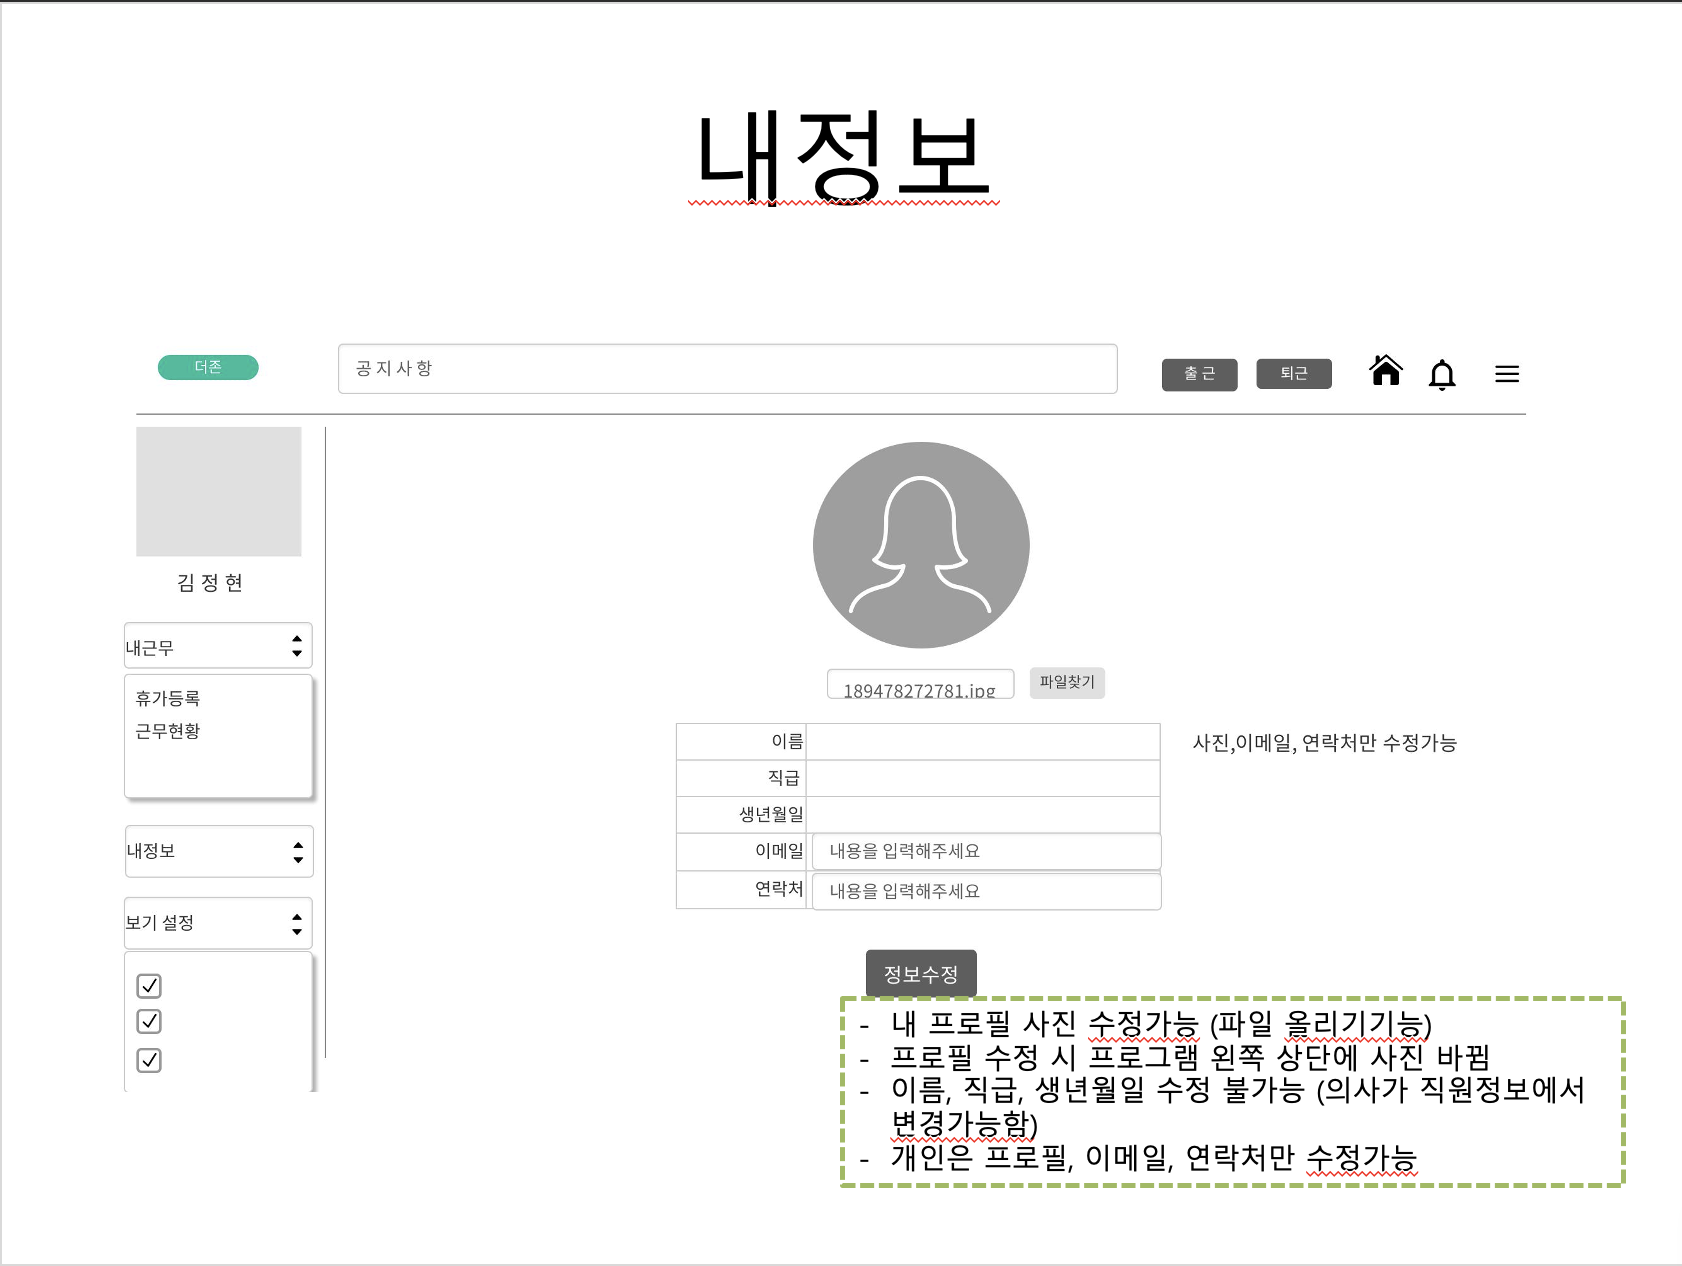 내정보
더존
공 지 사 항
출 근
퇴근
김 정 현
내근무
휴가등록
근무현황
내정보
보기 설정
189478272781.jpg
파일찾기
이름
직급
생년월일
이메일 내용을 입력해주세요
연락처 내용을 입력해주세요
사진,이메일, 연락처만 수정가능
정보수정
- 내 프로필 사진 수정가능 (파일 올리기기능)
- 프로필 수정 시 프로그램 왼쪽 상단에 사진 바뀜
- 이름, 직급, 생년월일 수정 불가능 (의사가 직원정보에서
변경가능함)
- 개인은 프로필, 이메일, 연락처만 수정가능